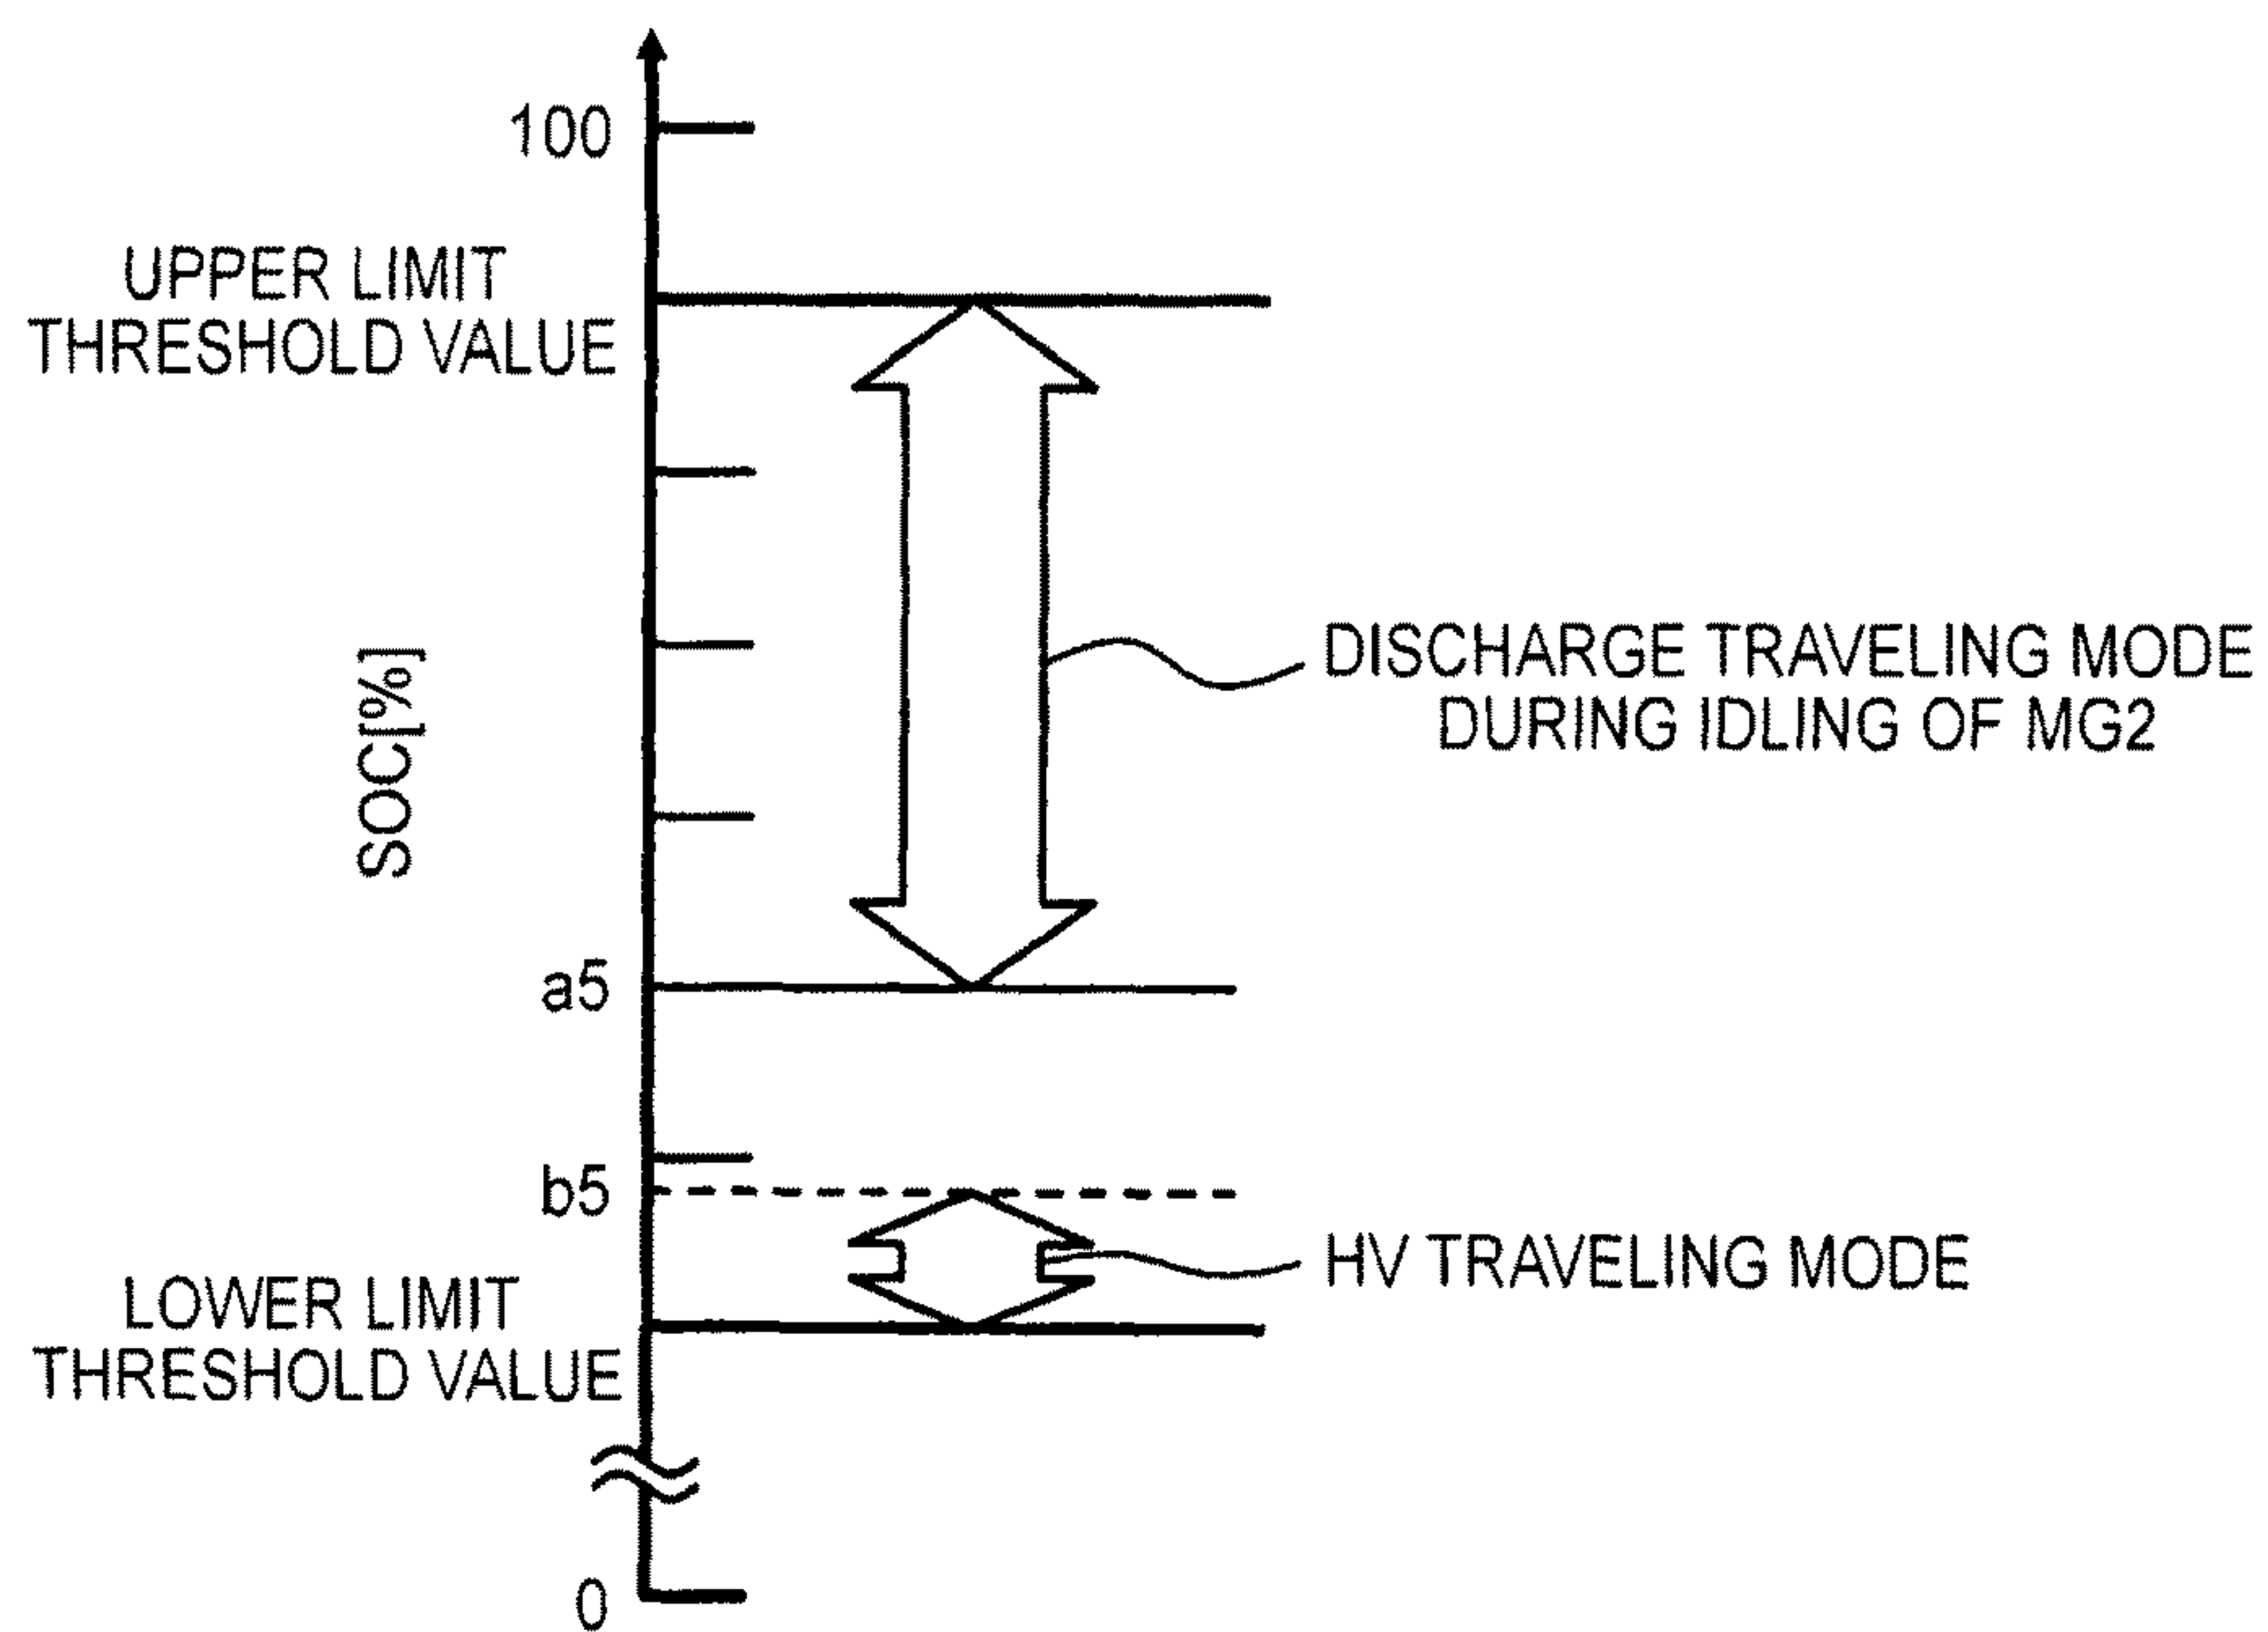 100
UPPER LIMIT
THRESHOLD VALUE
SOC[%]
DISCHARGE TRAVELING MODE
DURING IDLING OF MG2
a5
b5
HV TRAVELING MODE
LOWER LIMIT
THRESHOLD VALUE
0